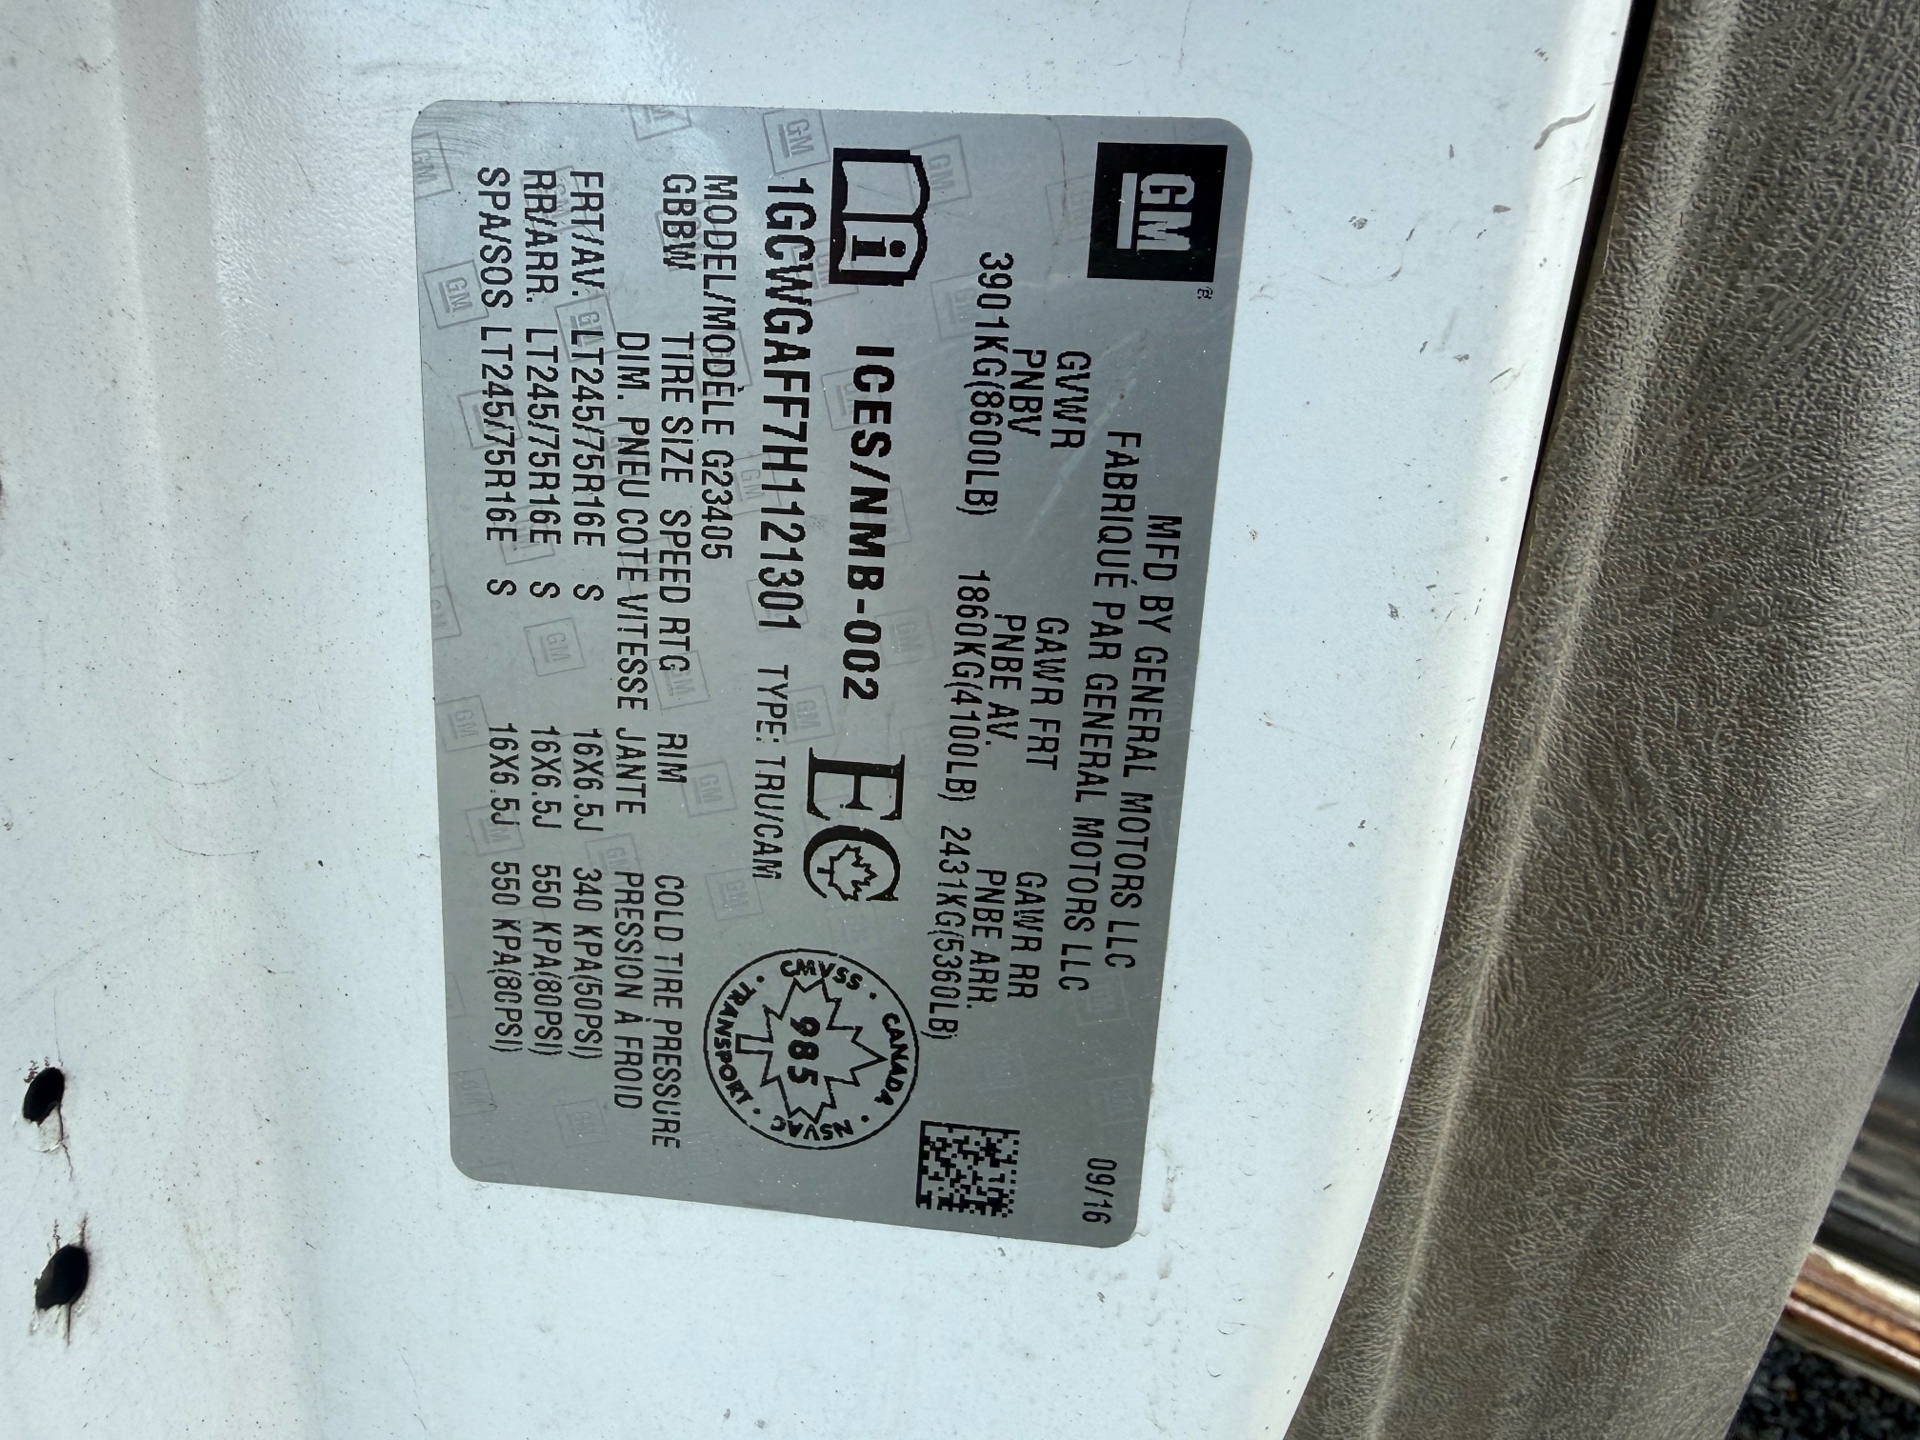 GM
MFD BY GENERAL MOTORS LLC 09/16
FABRIQUÉ PAR GENERAL MOTORS LLC
GVWR GAWR FRT GAWR RR
PNBV PNBE AV. PNBE ARR.
3901KG(8600LB) 1860KG(4100LB) 2431KG(5360LB)
ICES/NMB-002 EC
CANADA · NSVAC · TRANSPORT · CMVSS ·
985
1GCWGAFF7H1121301 TYPE: TRU/CAM
MODEL/MODÈLE G23405
GBBW TIRE SIZE SPEED RTG RIM COLD TIRE PRESSURE
DIM. PNEU COTE VITESSE JANTE PRESSION À FROID
FRT/AV. LT245/75R16E S 16X6.5J 340 KPA(50PSI)
RR/ARR. LT245/75R16E S 16X6.5J 550 KPA(80PSI)
SPA/SOS LT245/75R16E S 16X6.5J 550 KPA(80PSI)